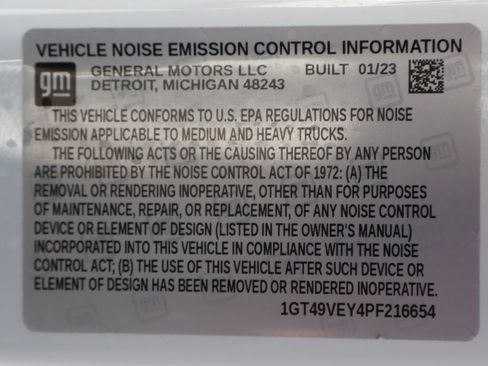 VEHICLE NOISE EMISSION CONTROL INFORMATION
gm GENERAL MOTORS LLC BUILT 01/23
DETROIT, MICHIGAN 48243
THIS VEHICLE CONFORMS TO U.S. EPA REGULATIONS FOR NOISE
EMISSION APPLICABLE TO MEDIUM AND HEAVY TRUCKS.
THE FOLLOWING ACTS OR THE CAUSING THEREOF BY ANY PERSON
ARE PROHIBITED BY THE NOISE CONTROL ACT OF 1972: (A) THE
REMOVAL OR RENDERING INOPERATIVE, OTHER THAN FOR PURPOSES
OF MAINTENANCE, REPAIR, OR REPLACEMENT, OF ANY NOISE CONTROL
DEVICE OR ELEMENT OF DESIGN (LISTED IN THE OWNER'S MANUAL)
INCORPORATED INTO THIS VEHICLE IN COMPLIANCE WITH THE NOISE
CONTROL ACT; (B) THE USE OF THIS VEHICLE AFTER SUCH DEVICE OR
ELEMENT OF DESIGN HAS BEEN REMOVED OR RENDERED INOPERATIVE.
1GT49VEY4PF216654